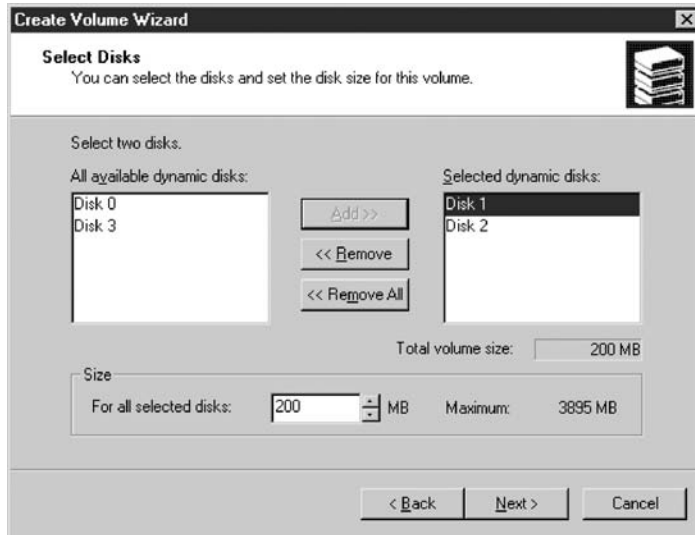 Create Volume Wizard
Select Disks
You can select the disks and set the disk size for this volume.
Select two disks.
All available dynamic disks:
Disk 0
Disk 3
Add >>
<< Remove
<< Remove All
Selected dynamic disks:
Disk 1
Disk 2
Total volume size: 200 MB
Size
For all selected disks: 200 MB Maximum: 3895 MB
< Back Next > Cancel